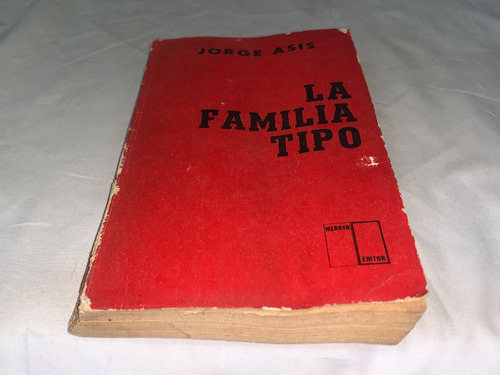 JORGE ASIS
LA
FAMILIA
TIPO
MERAYO
EDITOR